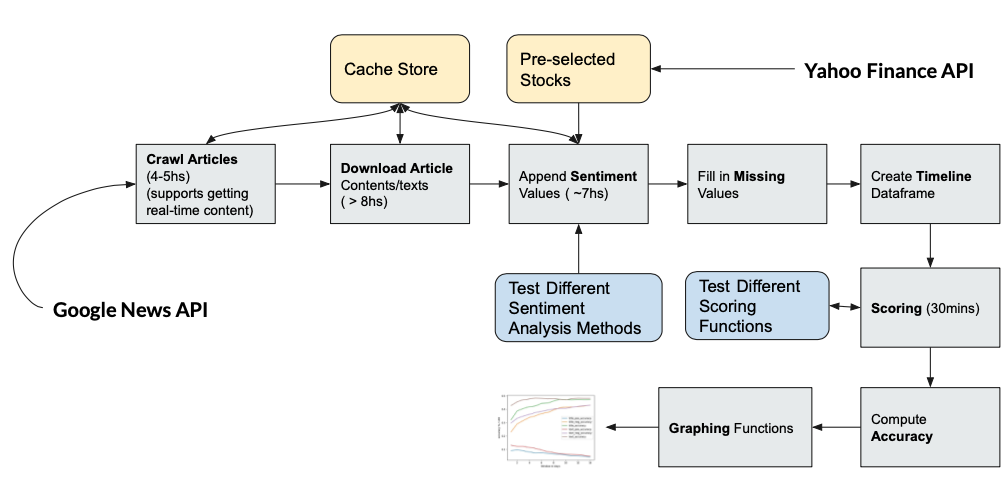 Cache Store
Pre-selected
Stocks
Yahoo Finance API
Crawl Articles
(4-5hs)
(supports getting
real-time content)
Download Article
Contents/texts
( > 8hs)
Append Sentiment
Values ( ~7hs)
Fill in Missing
Values
Create Timeline
Dataframe
Google News API
Test Different
Sentiment
Analysis Methods
Test Different
Scoring
Functions
Scoring (30mins)
Graphing Functions
Compute
Accuracy